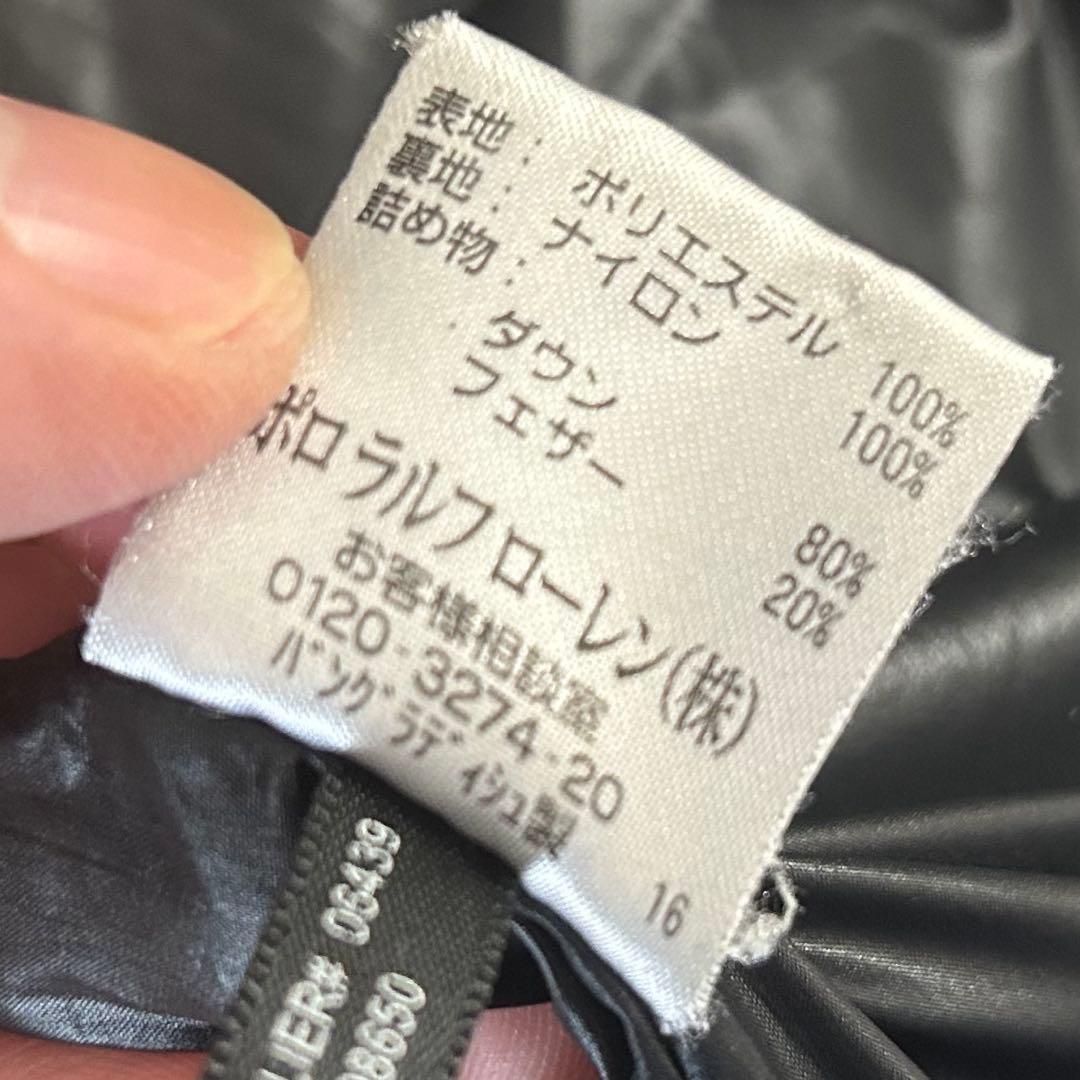 表地: ポリエステル 100%
裏地: ナイロン 100%
詰め物:
ダウン 80%
フェザー 20%
ポロ ラルフ ローレン(株)
お客様相談室
0120-3274-20
バングラディシュ製
16
LIER# 06439
08650